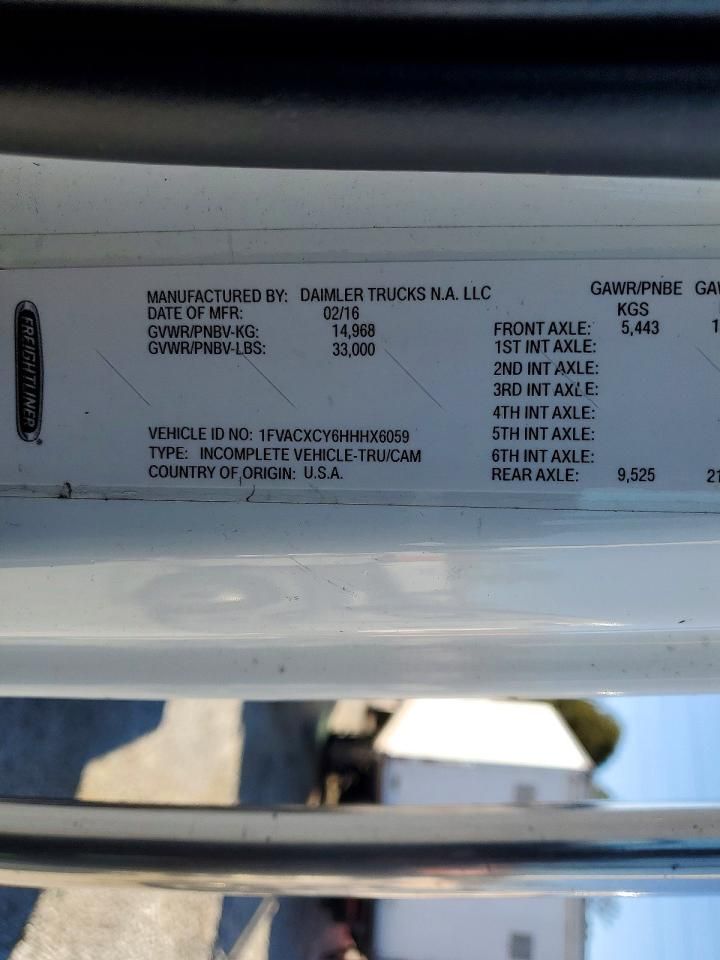 FREIGHTLINER
MANUFACTURED BY: DAIMLER TRUCKS N.A. LLC
DATE OF MFR: 02/16
GVWR/PNBV-KG: 14,968
GVWR/PNBV-LBS: 33,000
VEHICLE ID NO: 1FVACXCY6HHHX6059
TYPE: INCOMPLETE VEHICLE-TRU/CAM
COUNTRY OF ORIGIN: U.S.A.
GAWR/PNBE
KGS
FRONT AXLE: 5,443
1ST INT AXLE:
2ND INT AXLE:
3RD INT AXLE:
4TH INT AXLE:
5TH INT AXLE:
6TH INT AXLE:
REAR AXLE: 9,525